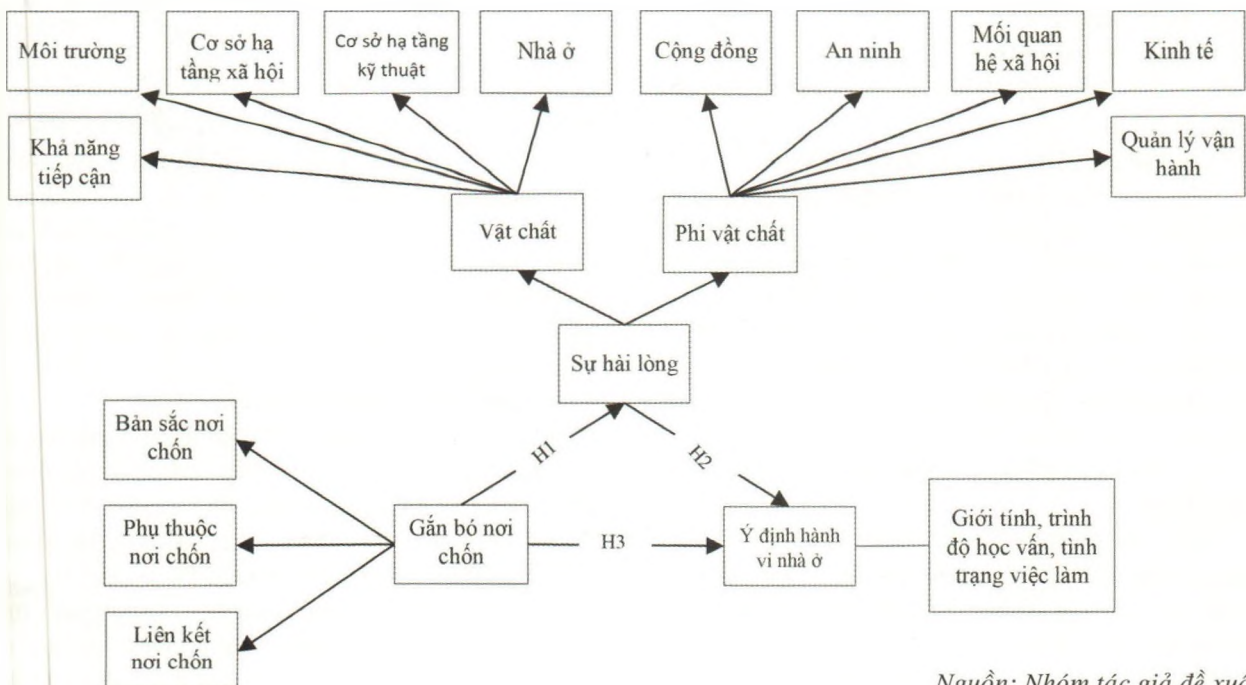 Môi trường
Cơ sở hạ
tầng xã hội
Cơ sở hạ tầng
kỹ thuật
Nhà ở
Cộng đồng
An ninh
Mối quan
hệ xã hội
Kinh tế
Khả năng
tiếp cận
Quản lý vận
hành
Vật chất
Phi vật chất
Sự hài lòng
Bản sắc nơi
chốn
H1
H2
Phụ thuộc
nơi chốn
Gắn bó nơi
chốn
H3
Ý định hành
vi nhà ở
Giới tính, trình
độ học vấn, tình
trạng việc làm
Liên kết
nơi chốn
Nguồn: Nhóm tác giả đề xuấ